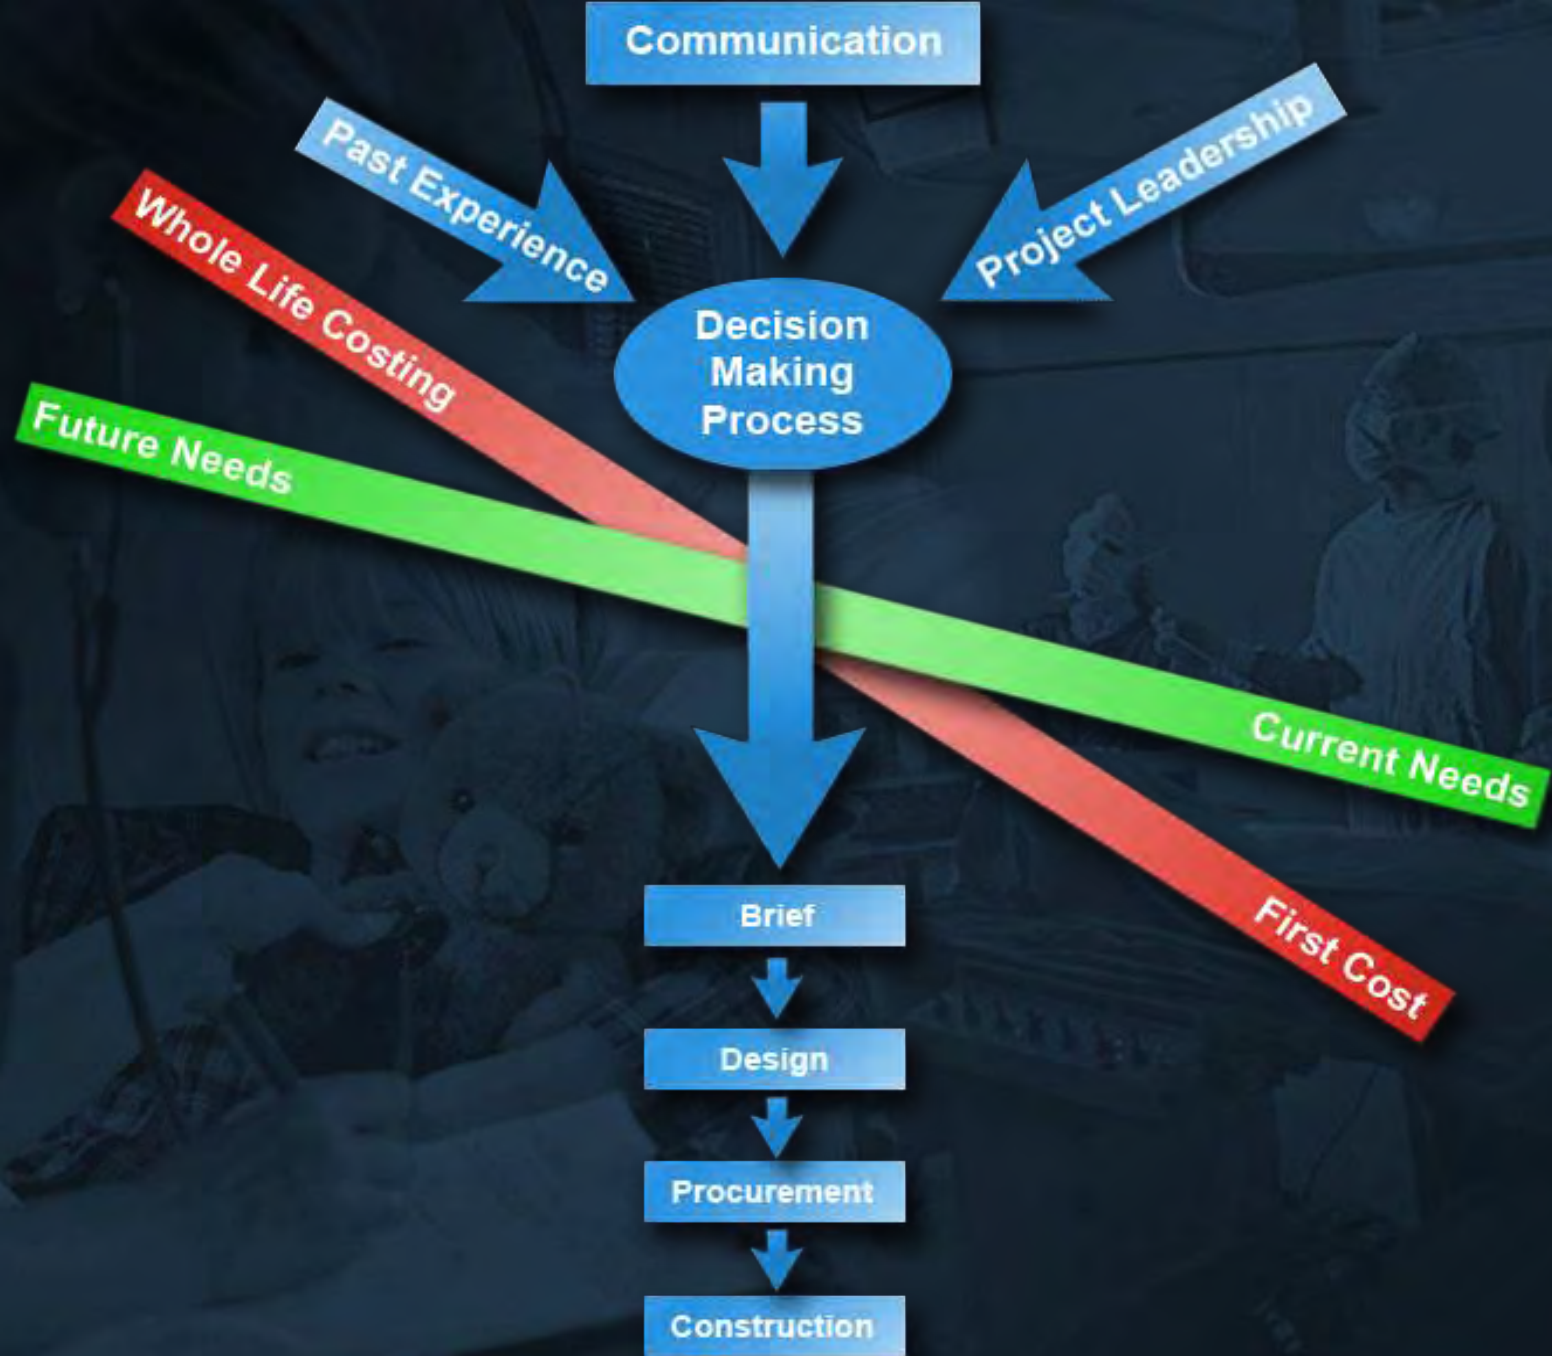 Communication
Past Experience
Project Leadership
Whole Life Costing
Decision
Making
Process
Future Needs
Current Needs
First Cost
Brief
Design
Procurement
Construction